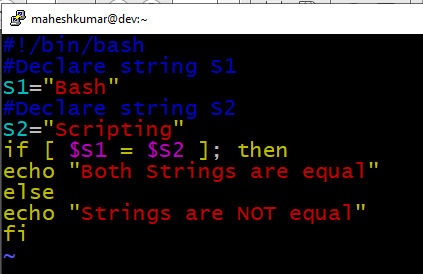 maheshkumar@dev:~
#!/bin/bash
#Declare string S1
S1="Bash"
#Declare string S2
S2="Scripting"
if [ $S1 = $S2 ]; then
echo "Both Strings are equal"
else
echo "Strings are NOT equal"
fi
~